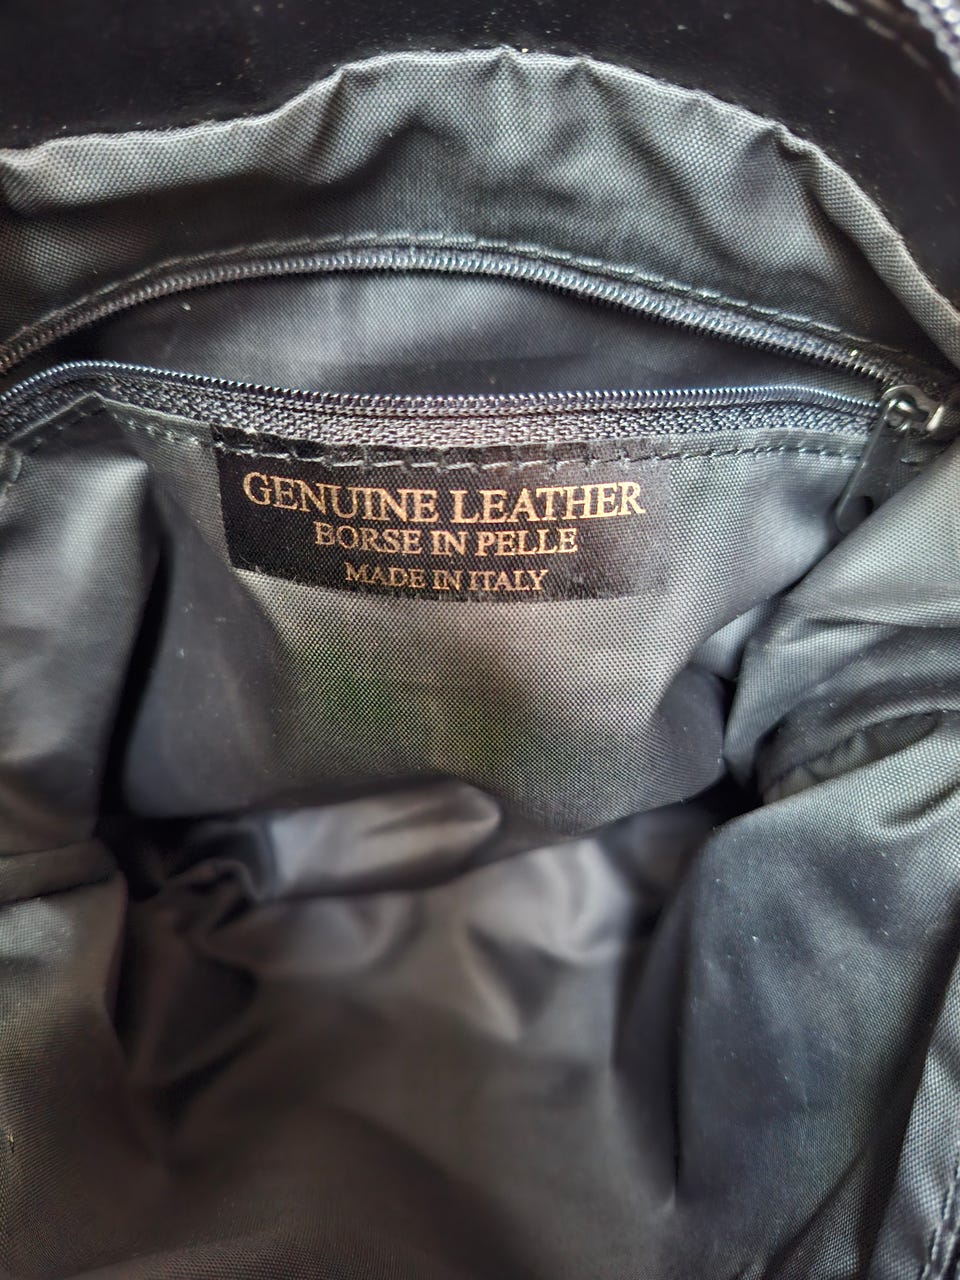 GENUINE LEATHER
BORSE IN PELLE
MADE IN ITALY